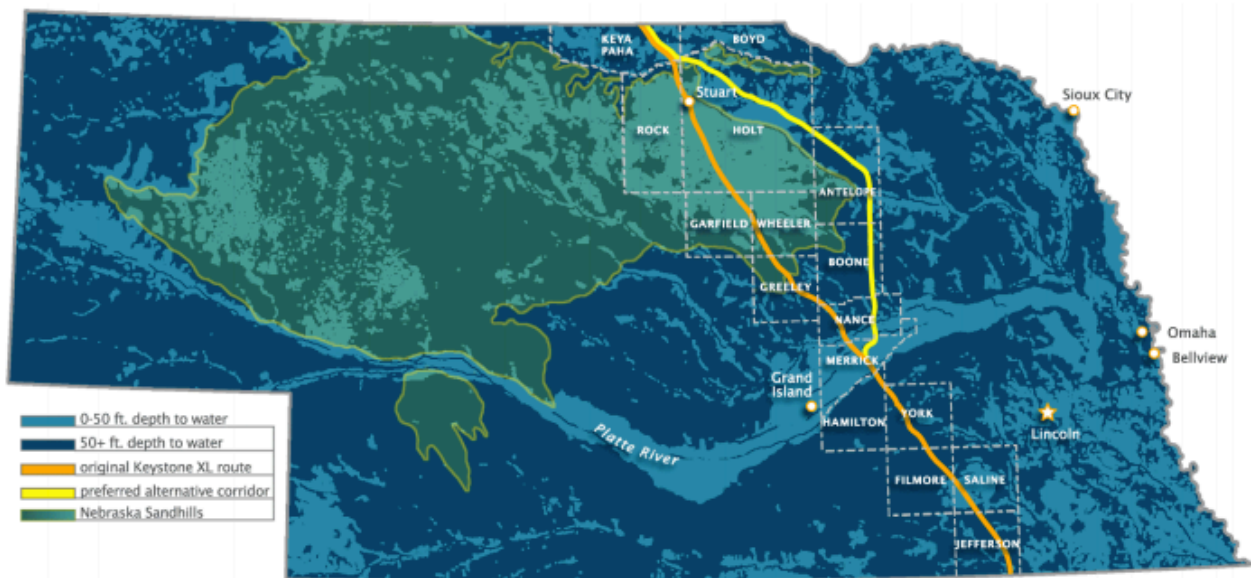 KEYA
PAHA
BOYD
Stuart
Sioux City
ROCK
HOLT
ANTELOPE
GARFIELD
WHEELER
BOONE
GREELEY
NANCE
Omaha
MERRICK
Bellview
Grand
Island
YORK
HAMILTON
Lincoln
Platte River
0-50 ft. depth to water
50+ ft. depth to water
original Keystone XL route
preferred alternative corridor
Nebraska Sandhills
FILMORE
SALINE
JEFFERSON